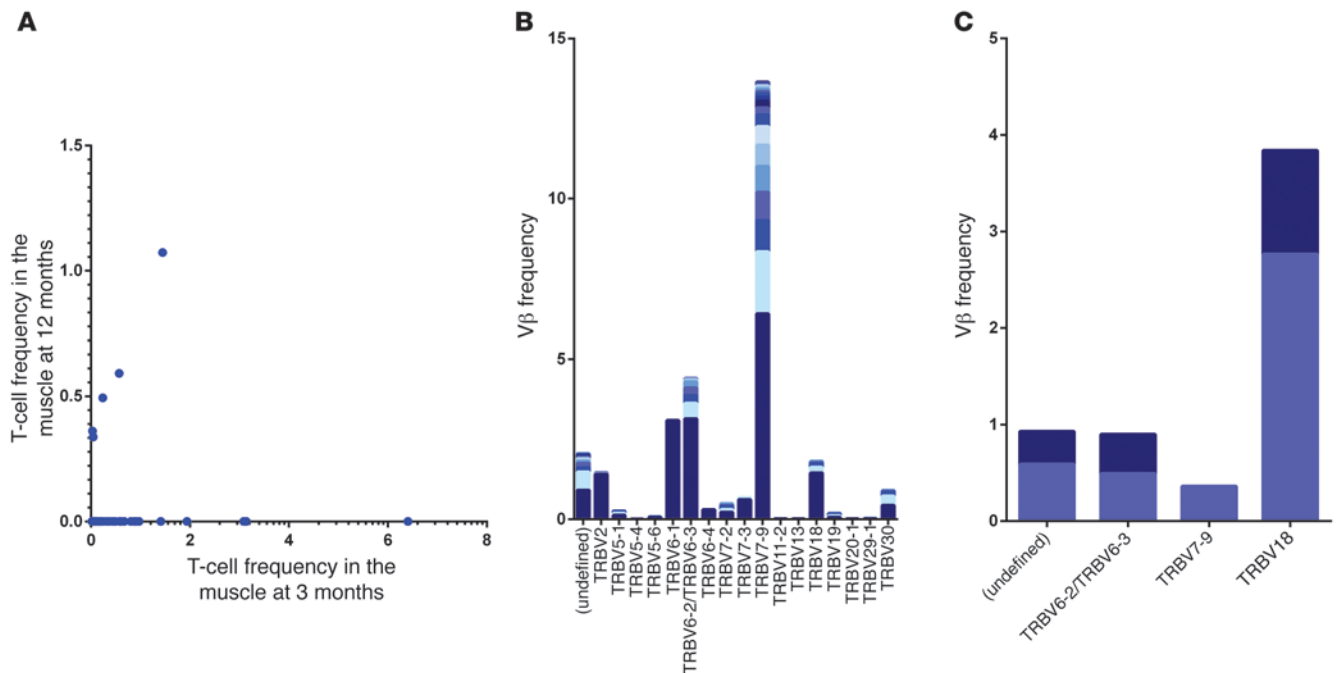 A
T-cell frequency in the
muscle at 12 months
1.5
1.0
0.5
0.0
0
2
4
6
8
T-cell frequency in the
muscle at 3 months
B
Vβ frequency
15
10
5
0
(undefined)
TRBV2
TRBV5-1
TRBV5-4
TRBV5-6
TRBV6-1
TRBV6-2/TRBV6-3
TRBV6-4
TRBV7-2
TRBV7-3
TRBV7-9
TRBV11-2
TRBV13
TRBV18
TRBV19
TRBV20-1
TRBV29-1
TRBV30
C
Vβ frequency
5
4
3
2
1
0
(undefined)
TRBV6-2/TRBV6-3
TRBV7-9
TRBV18